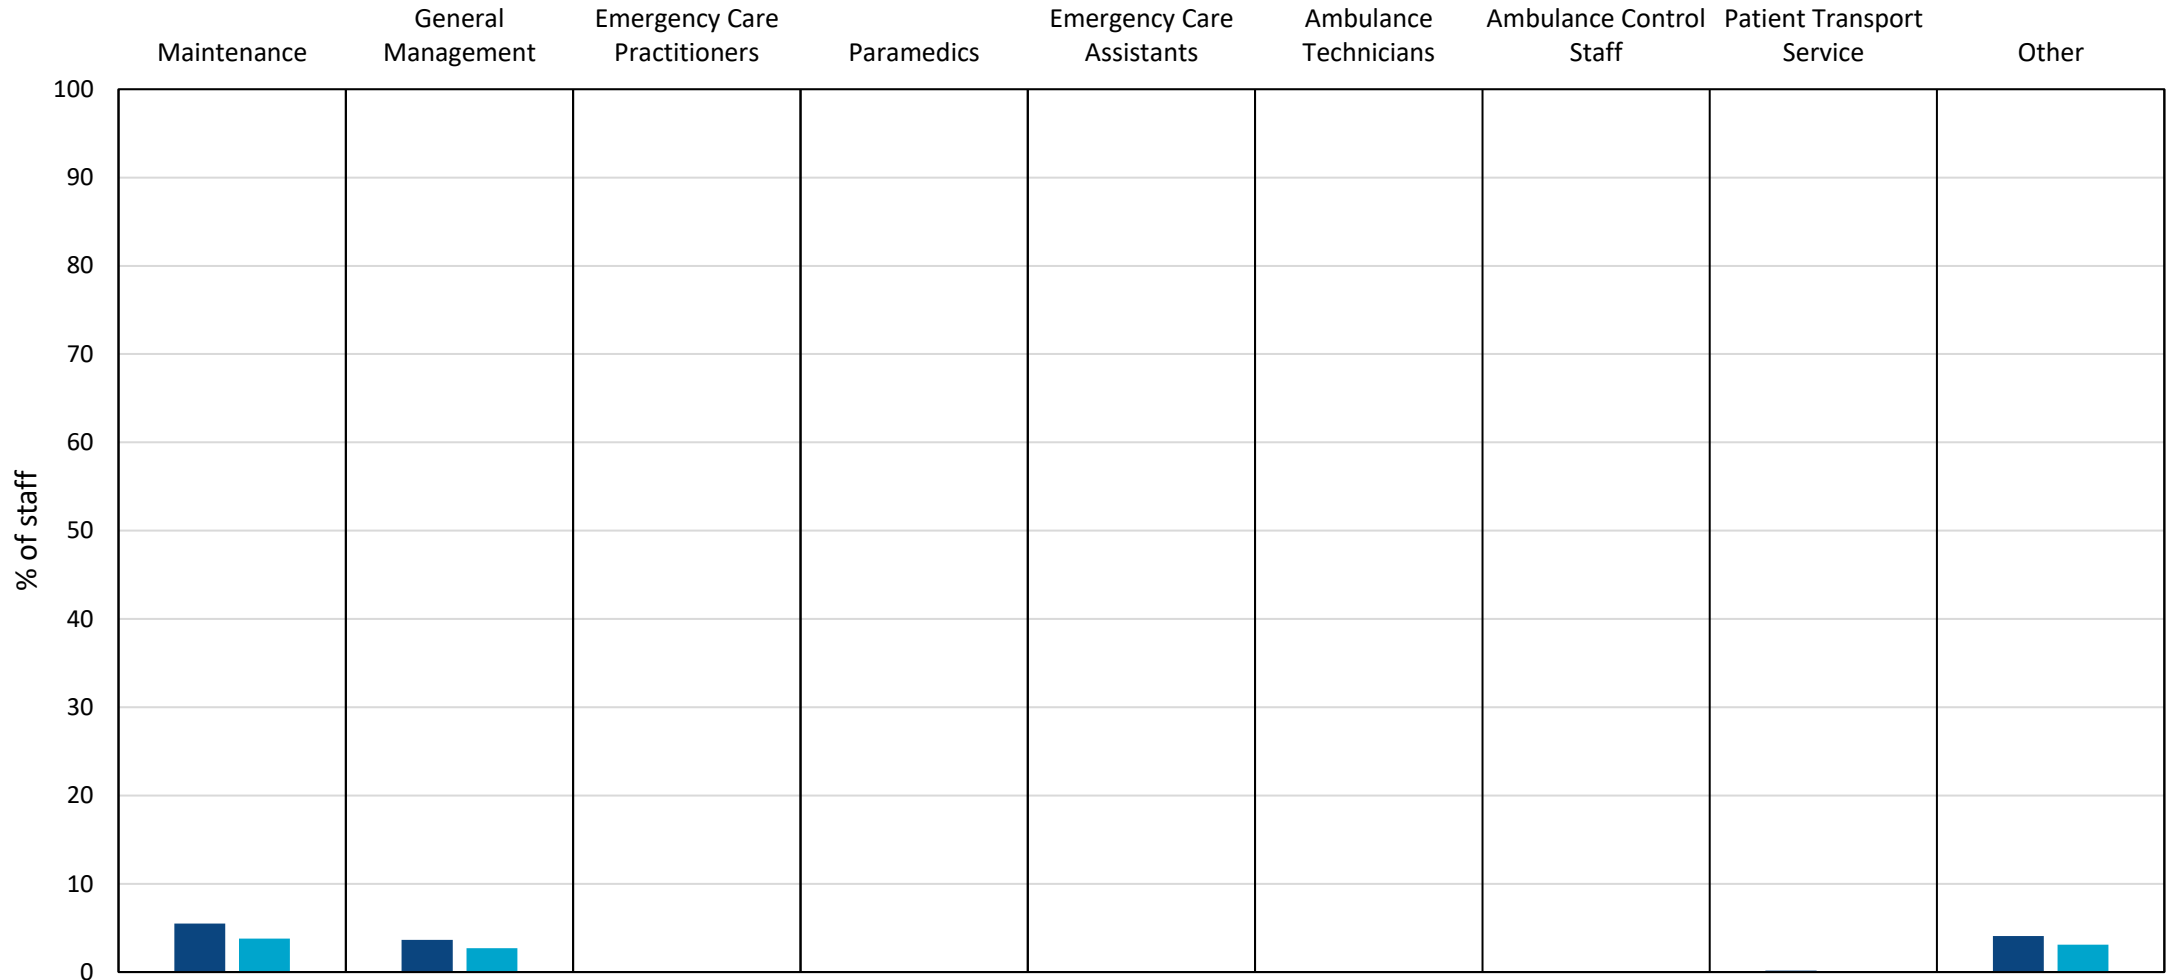 General
Emergency Care
Emergency Care
Ambulance
Ambulance Control
Patient Transport
Maintenance
Management
Practitioners
Paramedics
Assistants
Technicians
Staff
Service
Other
100
90
80
70
60
50
40
30
20
10
0
% of staff